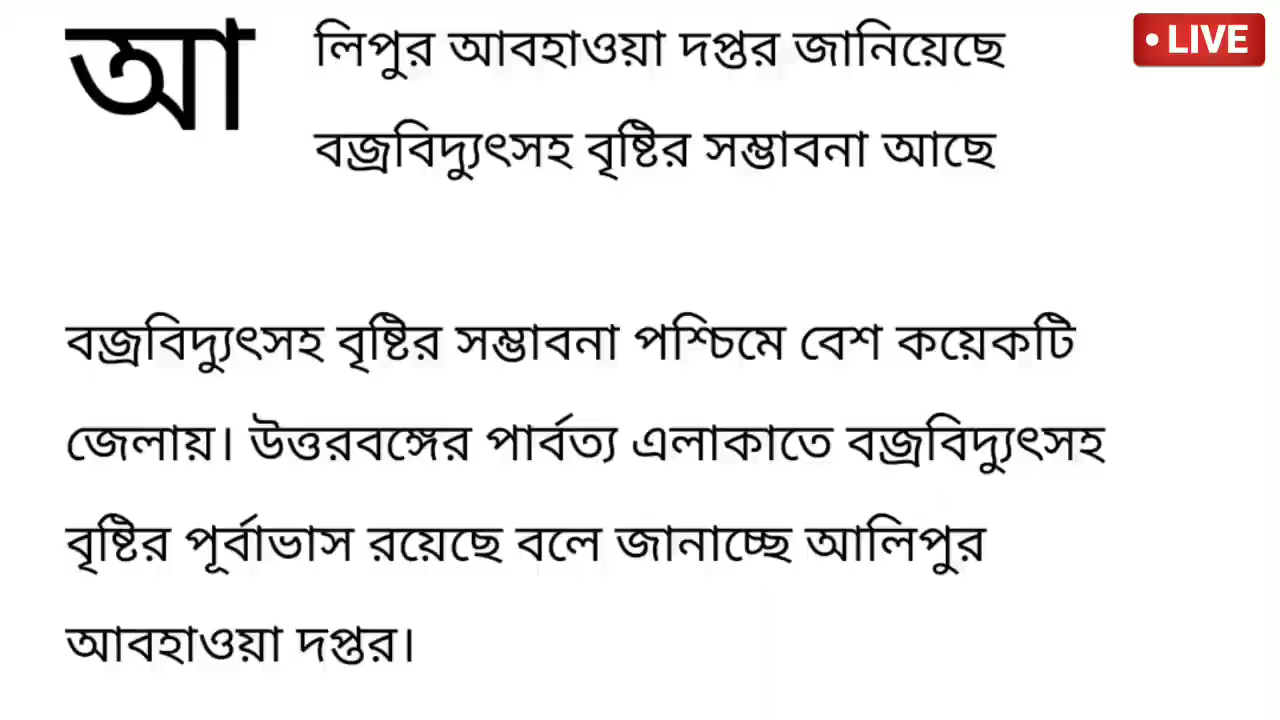 আলিপুর আবহাওয়া দপ্তর জানিয়েছে
বজ্রবিদ্যুৎসহ বৃষ্টির সম্ভাবনা আছে
বজ্রবিদ্যুৎসহ বৃষ্টির সম্ভাবনা পশ্চিমে বেশ কয়েকটি
জেলায়। উত্তরবঙ্গের পার্বত্য এলাকাতে বজ্রবিদ্যুৎসহ
বৃষ্টির পূর্বাভাস রয়েছে বলে জানাচ্ছে আলিপুর
আবহাওয়া দপ্তর।
• LIVE